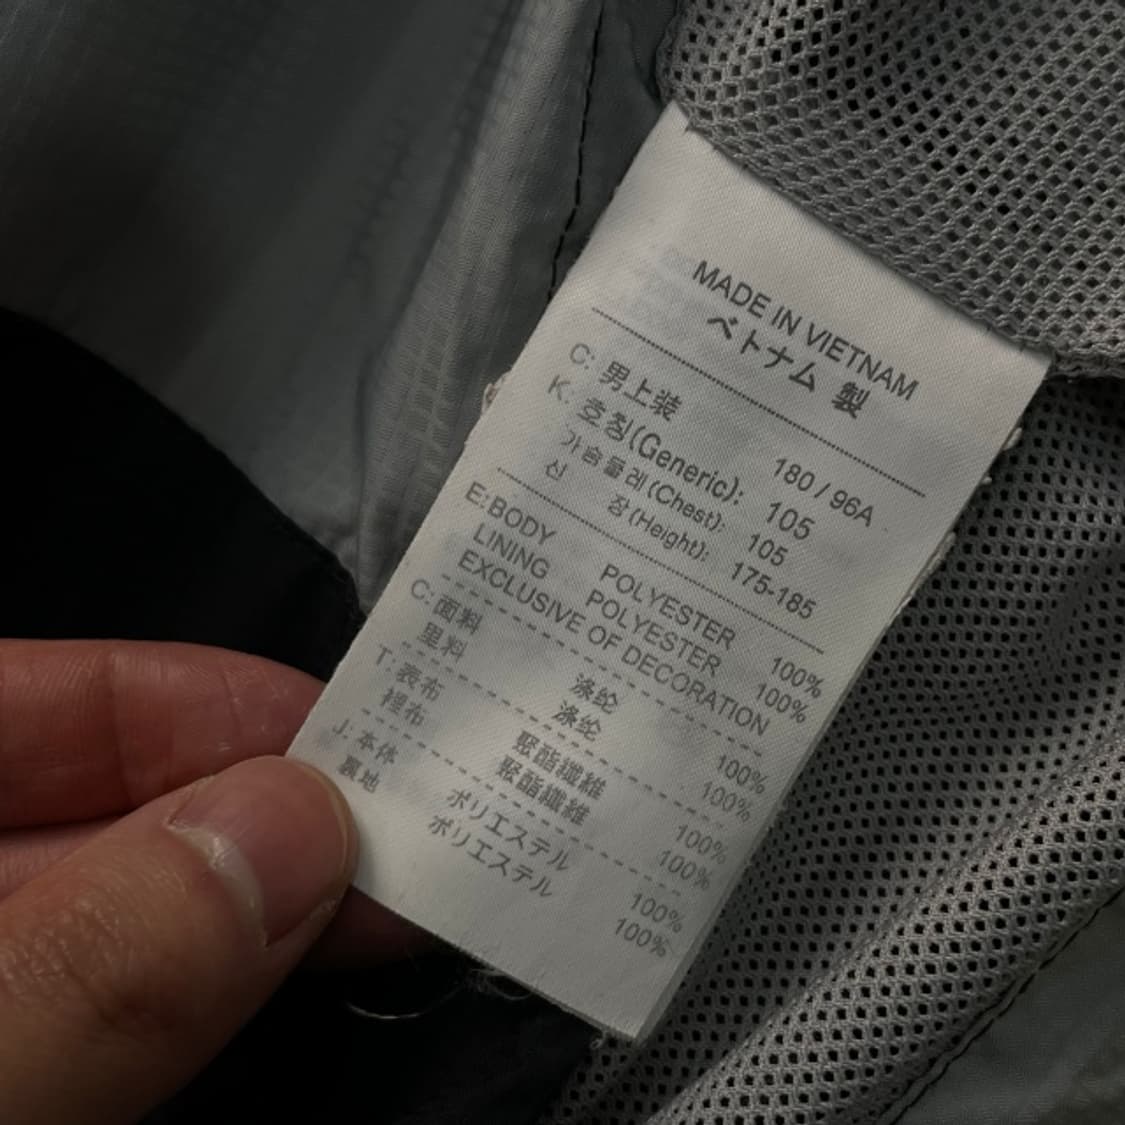 MADE IN VIETNAM
ベトナム 製
C: 男上装 180 / 96A
K: 호칭(Generic): 105
가슴둘레(Chest): 105
신 장(Height): 175-185
E: BODY POLYESTER 100%
LINING POLYESTER 100%
EXCLUSIVE OF DECORATION
C: 面料 涤纶 100%
里料 涤纶 100%
T: 表布 聚酯纖維 100%
裡布 聚酯纖維 100%
J: 本体 ポリエステル 100%
裏地 ポリエステル 100%